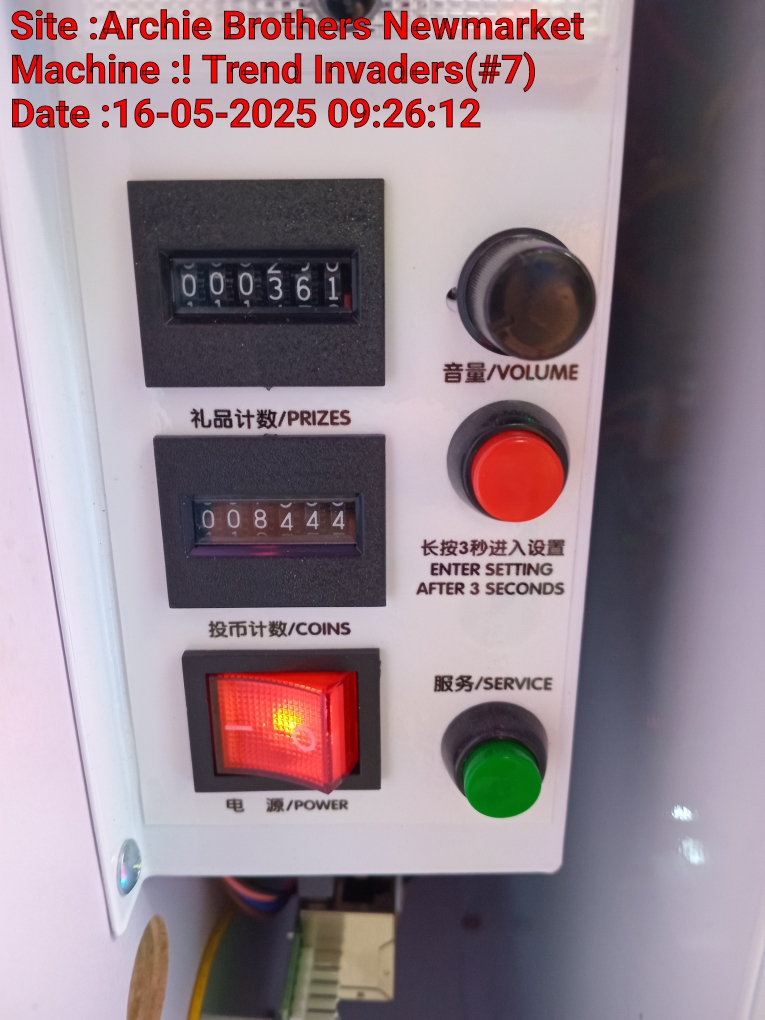 Site :Archie Brothers Newmarket
Machine :! Trend Invaders(#7)
Date :16-05-2025 09:26:12
000361
音量/VOLUME
礼品计数/PRIZES
008444
长按3秒进入设置
ENTER SETTING
AFTER 3 SECONDS
投币计数/COINS
服务/SERVICE
电 源/POWER